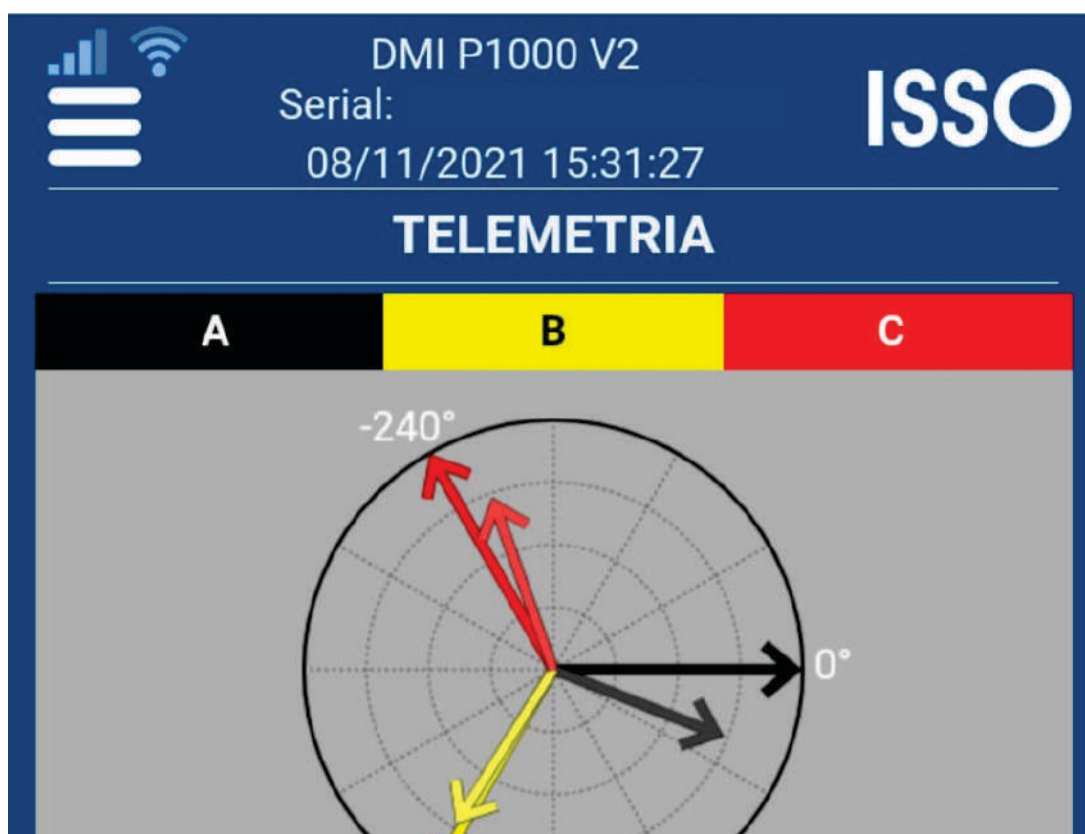 DMI P1000 V2
Serial:
ISSO
08/11/2021 15:31:27
TELEMETRIA
A B C
-240°
0°